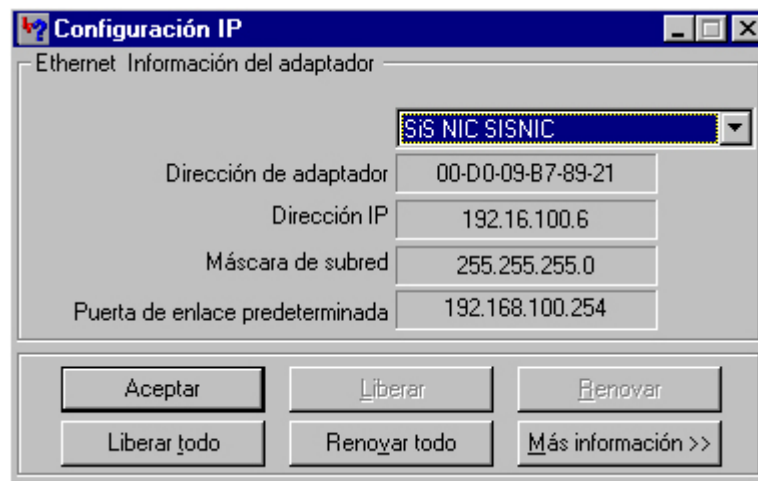 Configuración IP
Ethernet Información del adaptador
SiS NIC SISNIC
Dirección de adaptador 00-D0-09-B7-89-21
Dirección IP 192.16.100.6
Máscara de subred 255.255.255.0
Puerta de enlace predeterminada 192.168.100.254
Aceptar Liberar Renovar
Liberar todo Renovar todo Más información >>